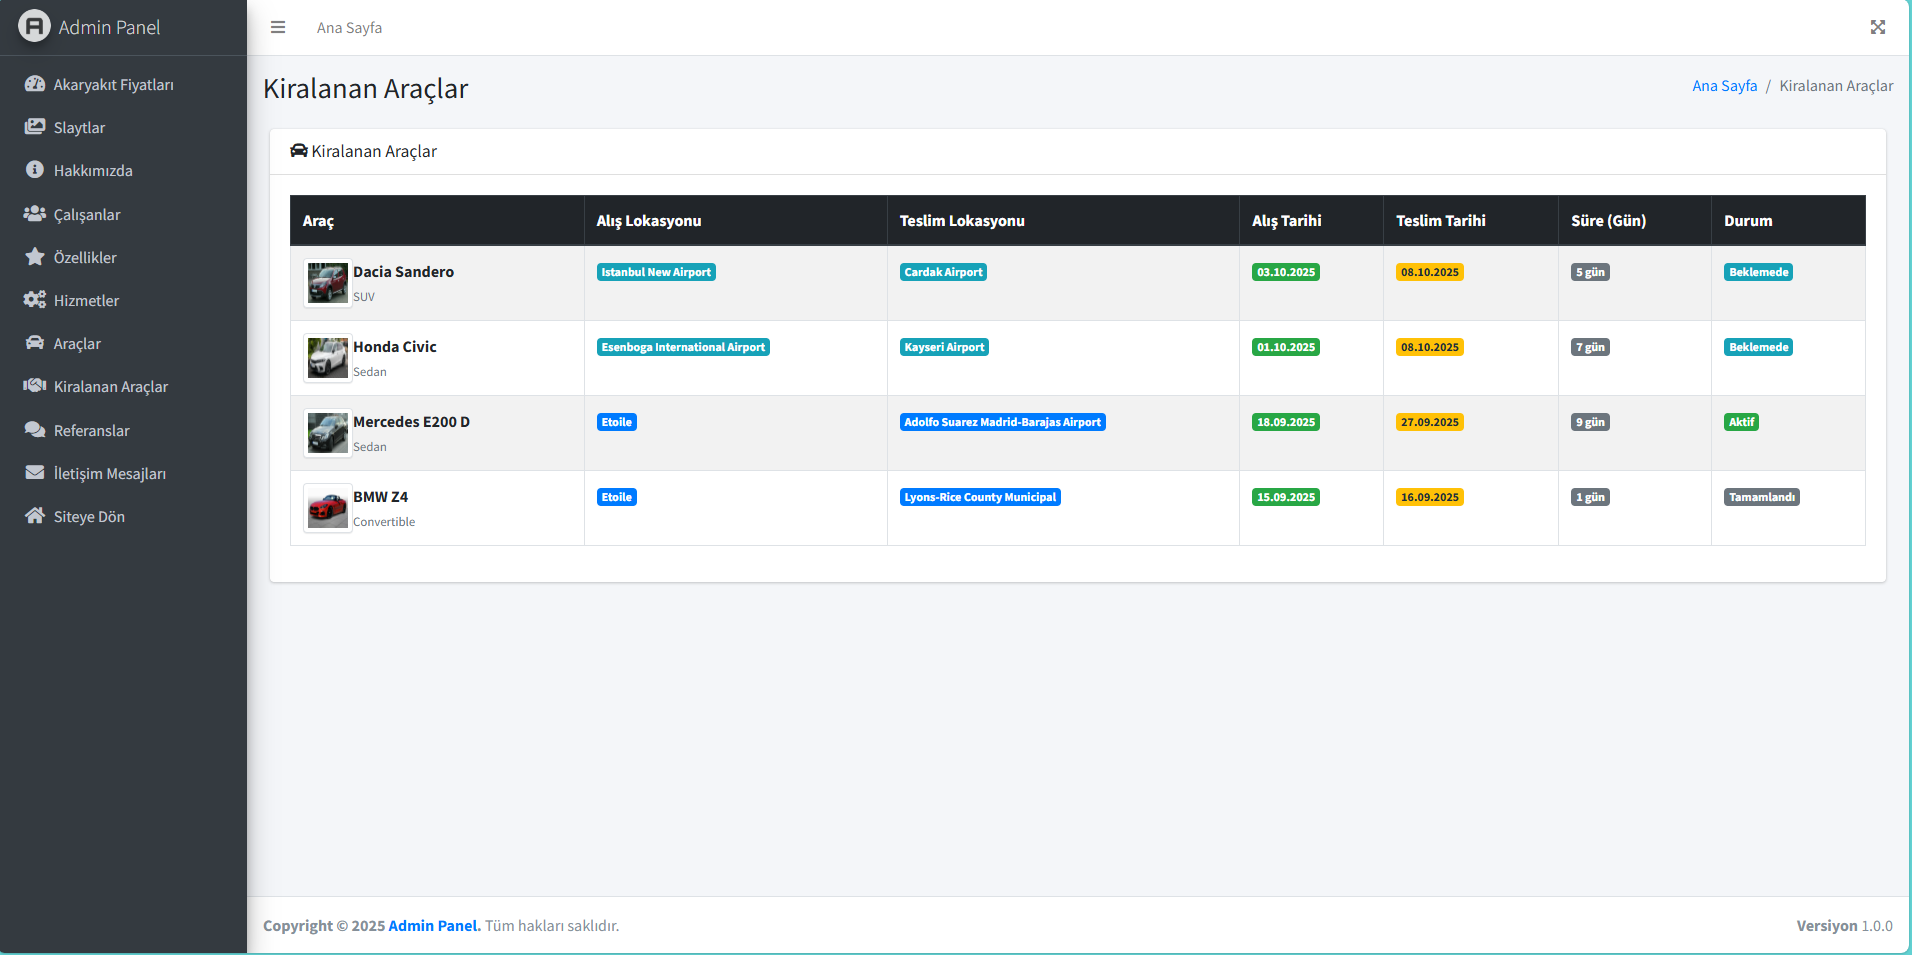 Admin Panel
Ana Sayfa
Akaryakıt Fiyatları
Slaytlar
Hakkımızda
Çalışanlar
Özellikler
Hizmetler
Araçlar
Kiralanan Araçlar
Referanslar
İletişim Mesajları
Siteye Dön
Kiralanan Araçlar
Ana Sayfa / Kiralanan Araçlar
Kiralanan Araçlar
Araç Alış Lokasyonu Teslim Lokasyonu Alış Tarihi Teslim Tarihi Süre (Gün) Durum
Dacia Sandero Istanbul New Airport Cardak Airport 03.10.2025 08.10.2025 5 gün Beklemede
SUV
Honda Civic Esenboga International Airport Kayseri Airport 01.10.2025 08.10.2025 7 gün Beklemede
Sedan
Mercedes E200 D Etoile Adolfo Suarez Madrid-Barajas Airport 18.09.2025 27.09.2025 9 gün Aktif
Sedan
BMW Z4 Etoile Lyons-Rice County Municipal 15.09.2025 16.09.2025 1 gün Tamamlandı
Convertible
Copyright © 2025 Admin Panel. Tüm hakları saklıdır.
Versiyon 1.0.0